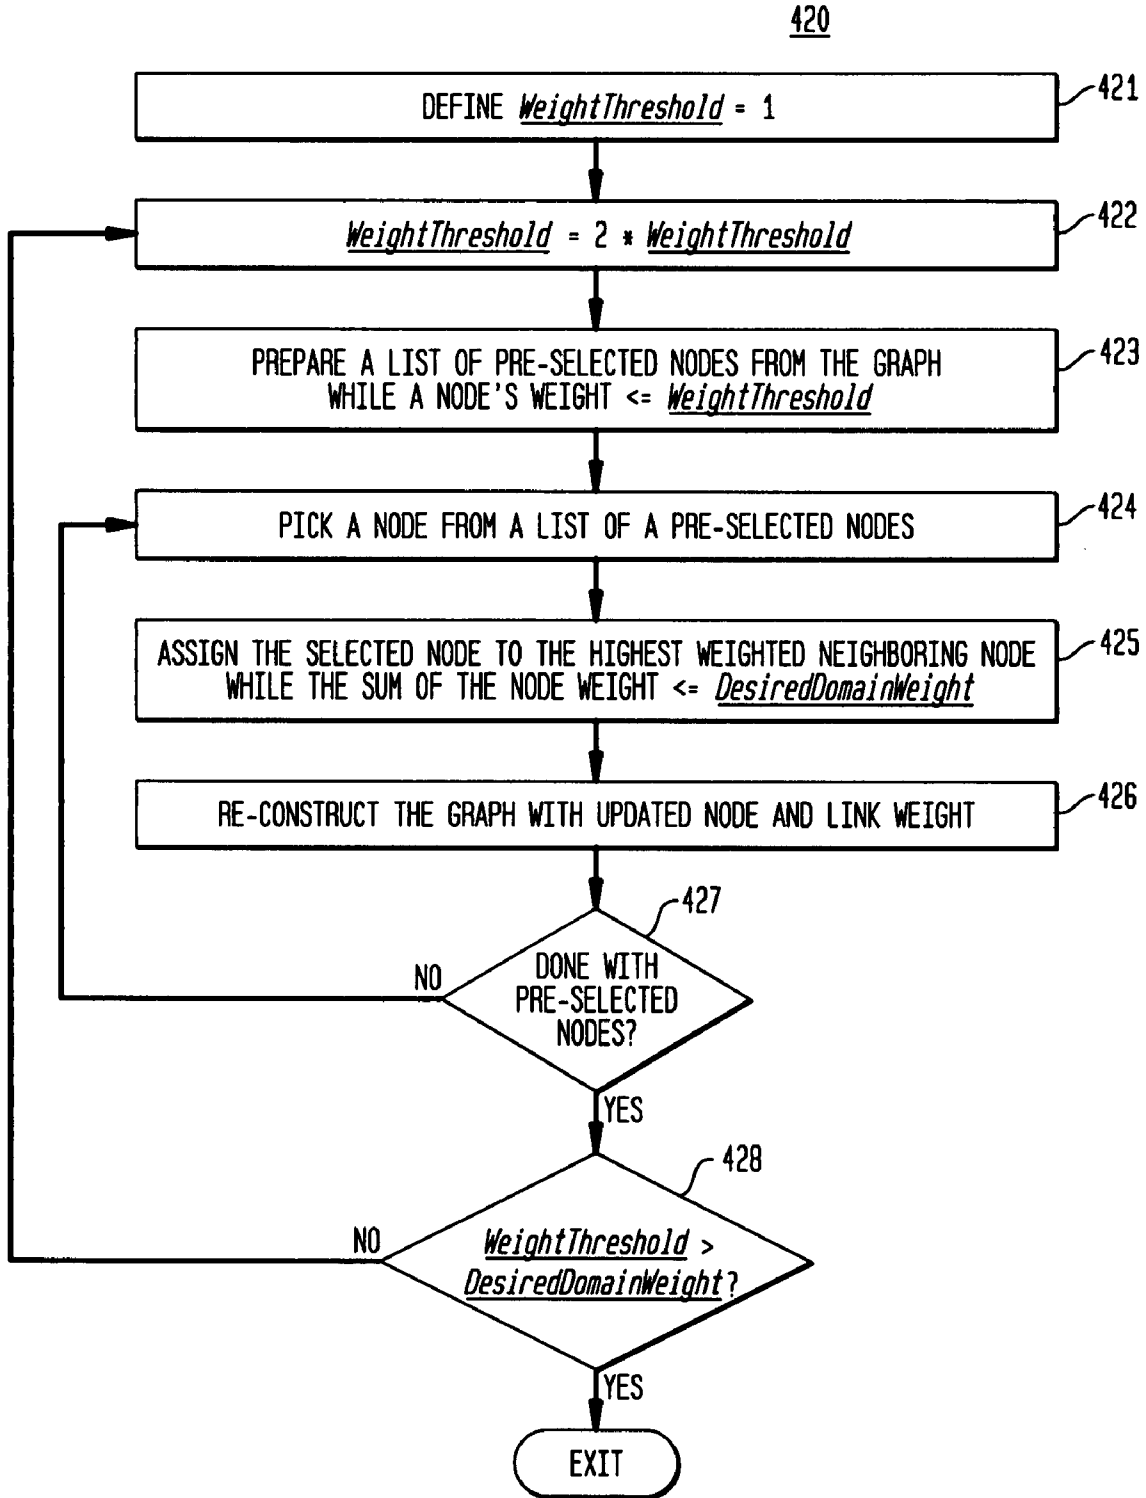 420
DEFINE WeightThreshold = 1
421
WeightThreshold = 2 * WeightThreshold
422
PREPARE A LIST OF PRE-SELECTED NODES FROM THE GRAPH
WHILE A NODE'S WEIGHT <= WeightThreshold
423
PICK A NODE FROM A LIST OF A PRE-SELECTED NODES
424
ASSIGN THE SELECTED NODE TO THE HIGHEST WEIGHTED NEIGHBORING NODE
WHILE THE SUM OF THE NODE WEIGHT <= DesiredDomainWeight
425
RE-CONSTRUCT THE GRAPH WITH UPDATED NODE AND LINK WEIGHT
426
427
NO
DONE WITH
PRE-SELECTED
NODES?
YES
428
NO
WeightThreshold >
DesiredDomainWeight?
YES
EXIT